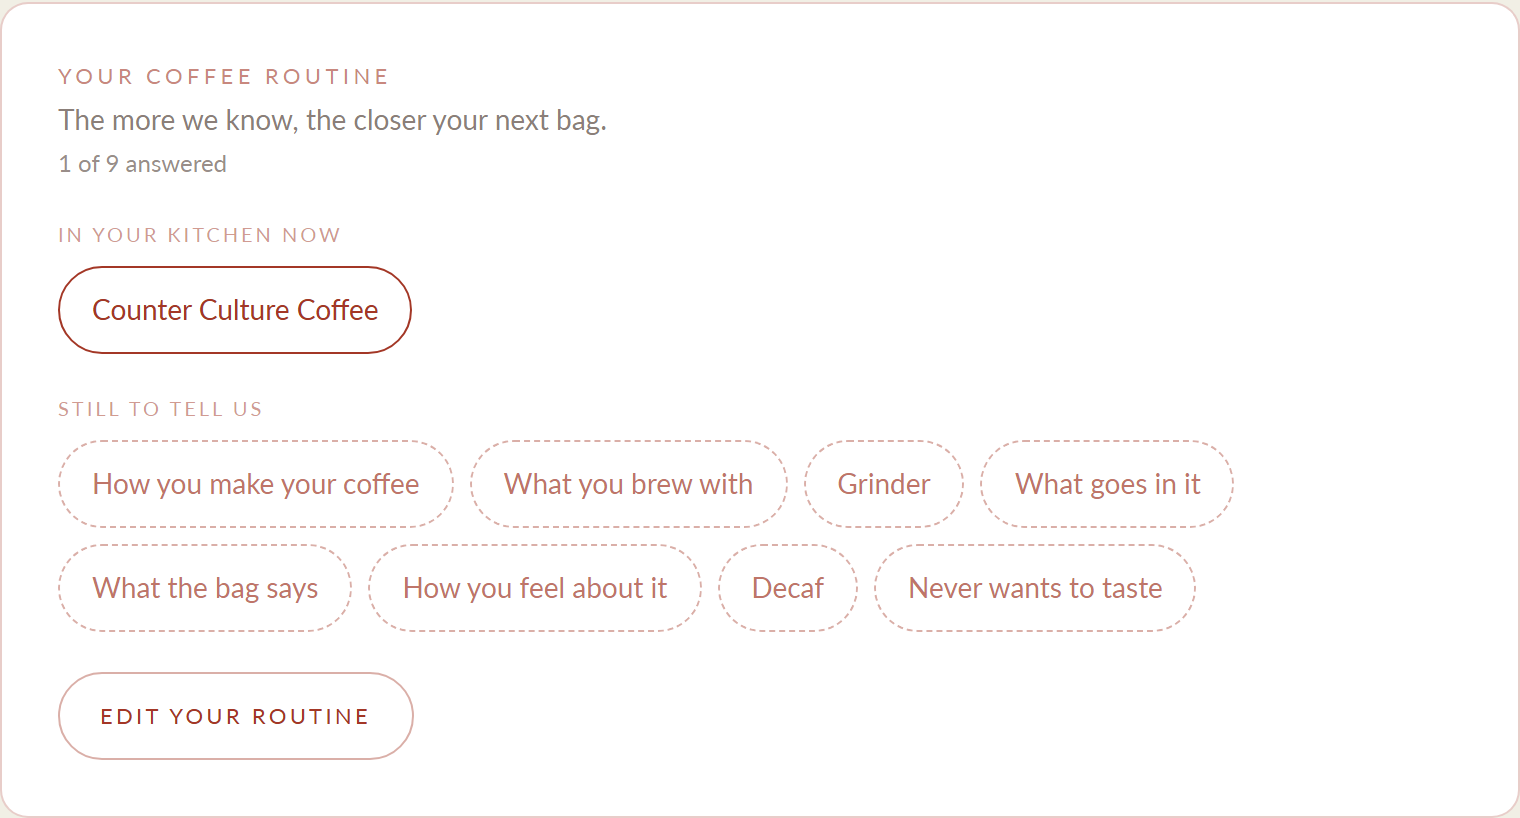 YOUR COFFEE ROUTINE
The more we know, the closer your next bag.
1 of 9 answered
IN YOUR KITCHEN NOW
Counter Culture Coffee
STILL TO TELL US
How you make your coffee What you brew with Grinder What goes in it
What the bag says How you feel about it Decaf Never wants to taste
EDIT YOUR ROUTINE